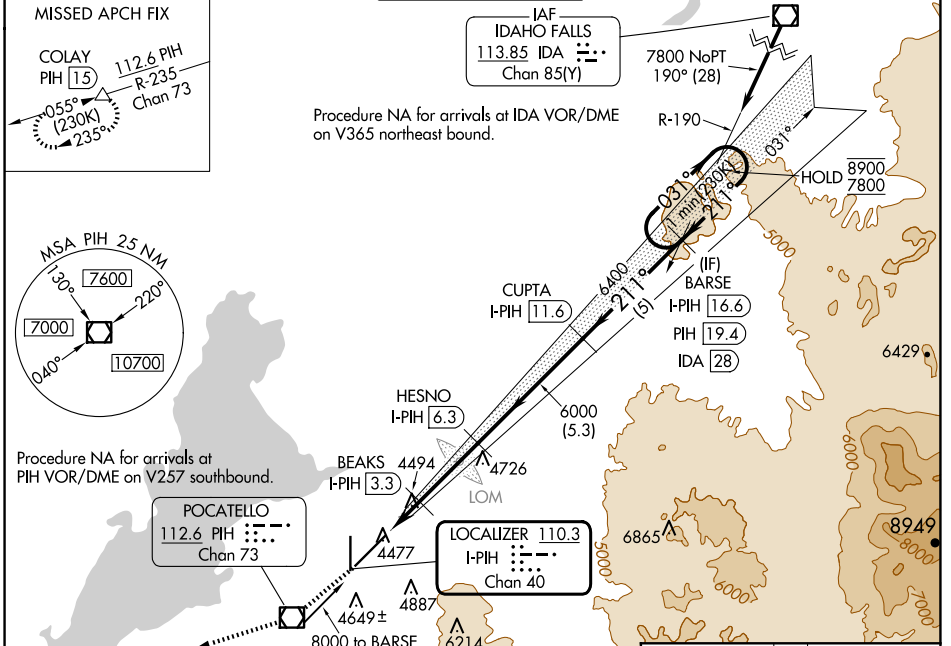 MISSED APCH FIX
COLAY
PIH 15
112.6 PIH
R-235
Chan 73
055°
(230K)
235°
IAF
IDAHO FALLS
113.85 IDA
Chan 85(Y)
7800 NoPT
190° (28)
R-190
Procedure NA for arrivals at IDA VOR/DME
on V365 northeast bound.
031°
HOLD 8900
7800
031°
1 min (230K)
211°
5000
MSA PIH 25 NM
130°
7600
220°
7000
040°
10700
6400
211°
(5)
(IF)
BARSE
I-PIH 16.6
PIH 19.4
IDA 28
CUPTA
I-PIH 11.6
6429
HESNO
I-PIH 6.3
6000
(5.3)
6000
Procedure NA for arrivals at
PIH VOR/DME on V257 southbound.
BEAKS
I-PIH 3.3
4494
4726
LOM
POCATELLO
112.6 PIH
Chan 73
4477
LOCALIZER 110.3
I-PIH
Chan 40
6865
8949
8000
7000
5000
6000
4649±
4887
6214
8000 to BARSE